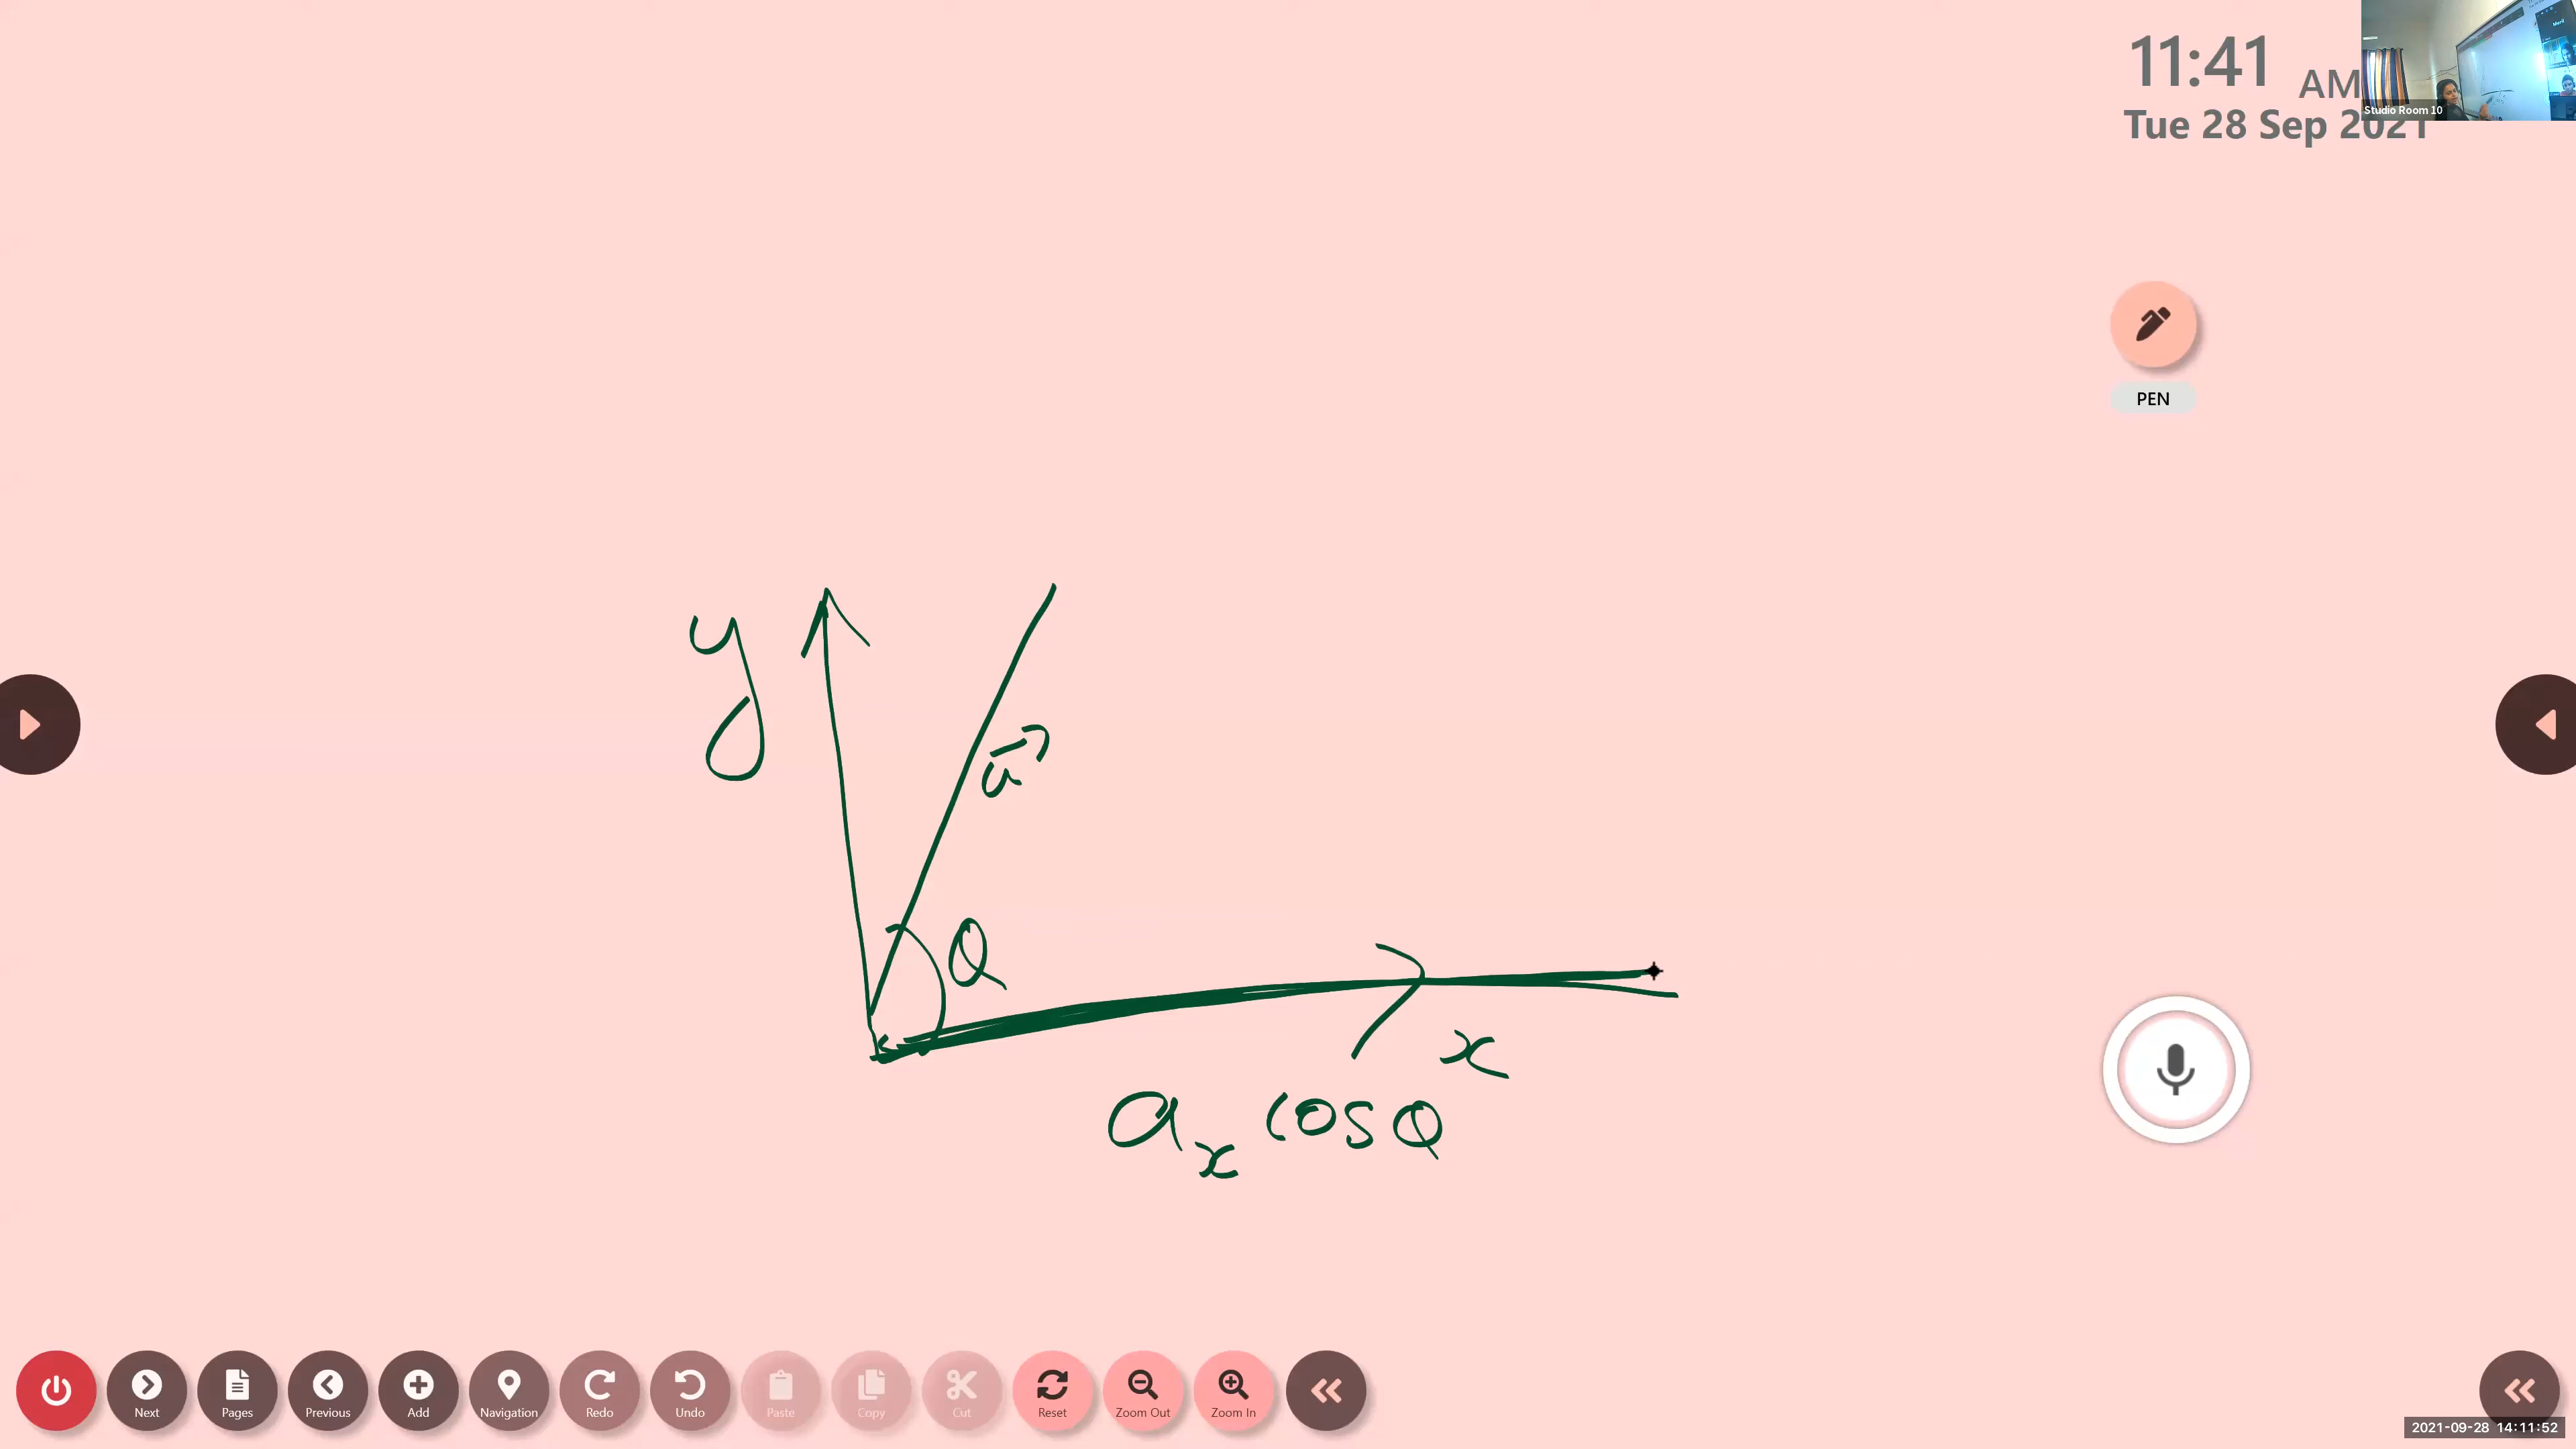 11:41 AM
Studio Room 10
Tue 28 Sep 2021
PEN
y
a⃗
θ
x
aₓ cosθ
Next
Pages
Previous
Add
Navigation
Redo
Undo
Paste
Copy
Cut
Reset
Zoom Out
Zoom In
2021-09-28 14:11:52